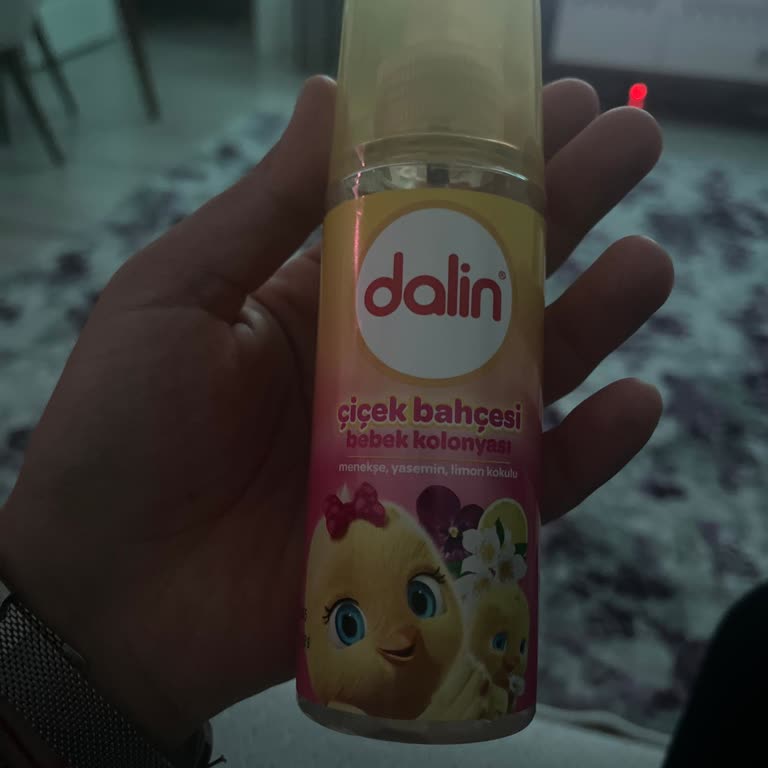 dalin®
çiçek bahçesi
bebek kolonyası
menekşe, yasemin, limon kokulu